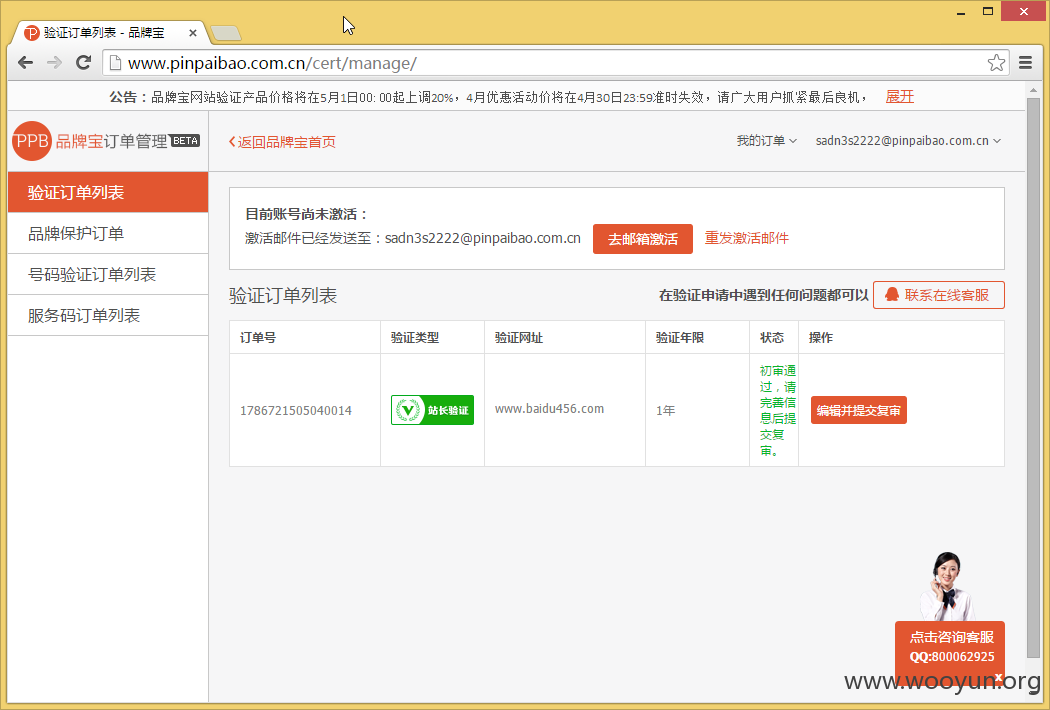 验证订单列表 - 品牌宝
www.pinpaibao.com.cn/cert/manage/
公告：品牌宝网站验证产品价格将在5月1日00:00起上调20%，4月优惠活动价将在4月30日23:59准时失效，请广大用户抓紧最后良机， 展开
PPB 品牌宝订单管理 BETA
返回品牌宝首页 我的订单 sadn3s2222@pinpaibao.com.cn
验证订单列表
品牌保护订单
号码验证订单列表
服务码订单列表
目前账号尚未激活：
激活邮件已经发送至：sadn3s2222@pinpaibao.com.cn 去邮箱激活 重发激活邮件
验证订单列表 在验证申请中遇到任何问题都可以 联系在线客服
订单号 验证类型 验证网址 验证年限 状态 操作
1786721505040014 站长验证 www.baidu456.com 1年
初审通
过，请
完善信
息后提
交复
审。
编辑并提交复审
点击咨询客服
QQ:800062925
www.wooyun.org